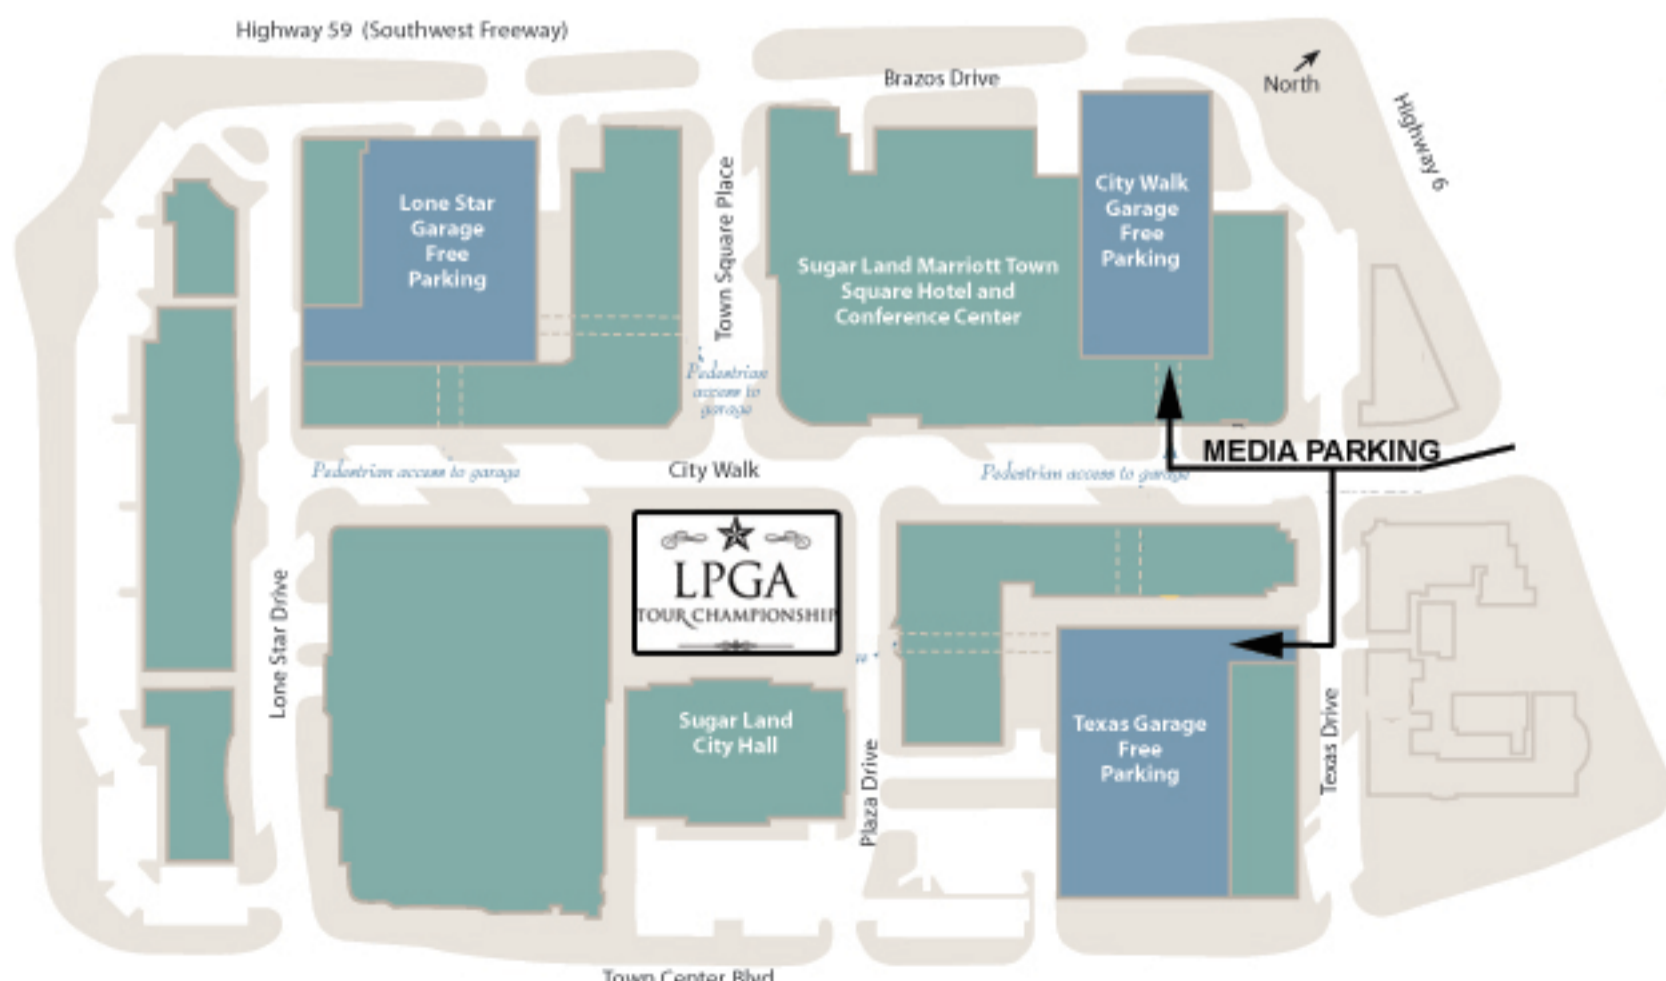 Highway 59 (Southwest Freeway)
Brazos Drive
North
Highway 6
Lone Star
Garage
Free
Parking
Town Square Place
City Walk
Garage
Free
Parking
Sugar Land Marriott Town
Square Hotel and
Conference Center
Pedestrian
access to
garage
MEDIA PARKING
Pedestrian access to garage
City Walk
Pedestrian access to garage
LPGA
TOUR CHAMPIONSHIP
Lone Star Drive
Sugar Land
City Hall
Plaza Drive
Texas Garage
Free
Parking
Texas Drive
Town Center Blvd